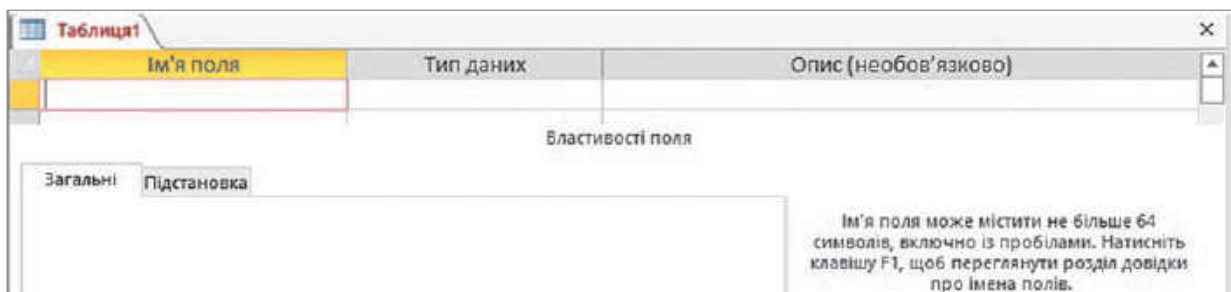 Таблиця1
Ім'я поля Тип даних Опис (необов'язково)
Властивості поля
Загальні Підстановка
Ім'я поля може містити не більше 64
символів, включно із пробілами. Натисніть
клавішу F1, щоб переглянути розділ довідки
про імена полів.